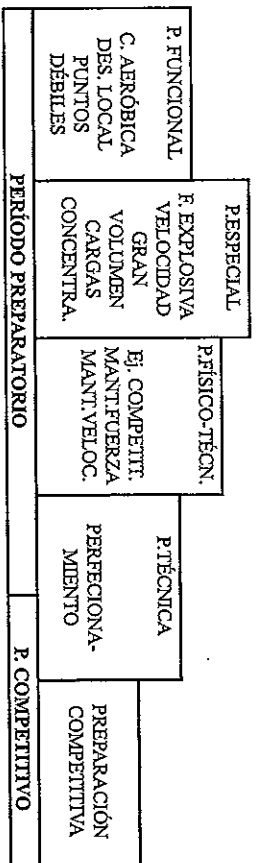 P. FUNCIONAL
C. AERÓBICA
DES. LOCAL
PUNTOS
DÉBILES
P.ESPECIAL
F. EXPLOSIVA
VELOCIDAD
GRAN
VOLUMEN
CARGAS
CONCENTRA.
P.FÍSICO-TÉCN.
Ej. COMPETIT.
MANT.FUERZA
MANT.VELOC.
P.TÉCNICA
PERFECIONA-
MIENTO
PREPARACIÓN
COMPETITIVA
PERÍODO PREPARATORIO
P. COMPETITIVO